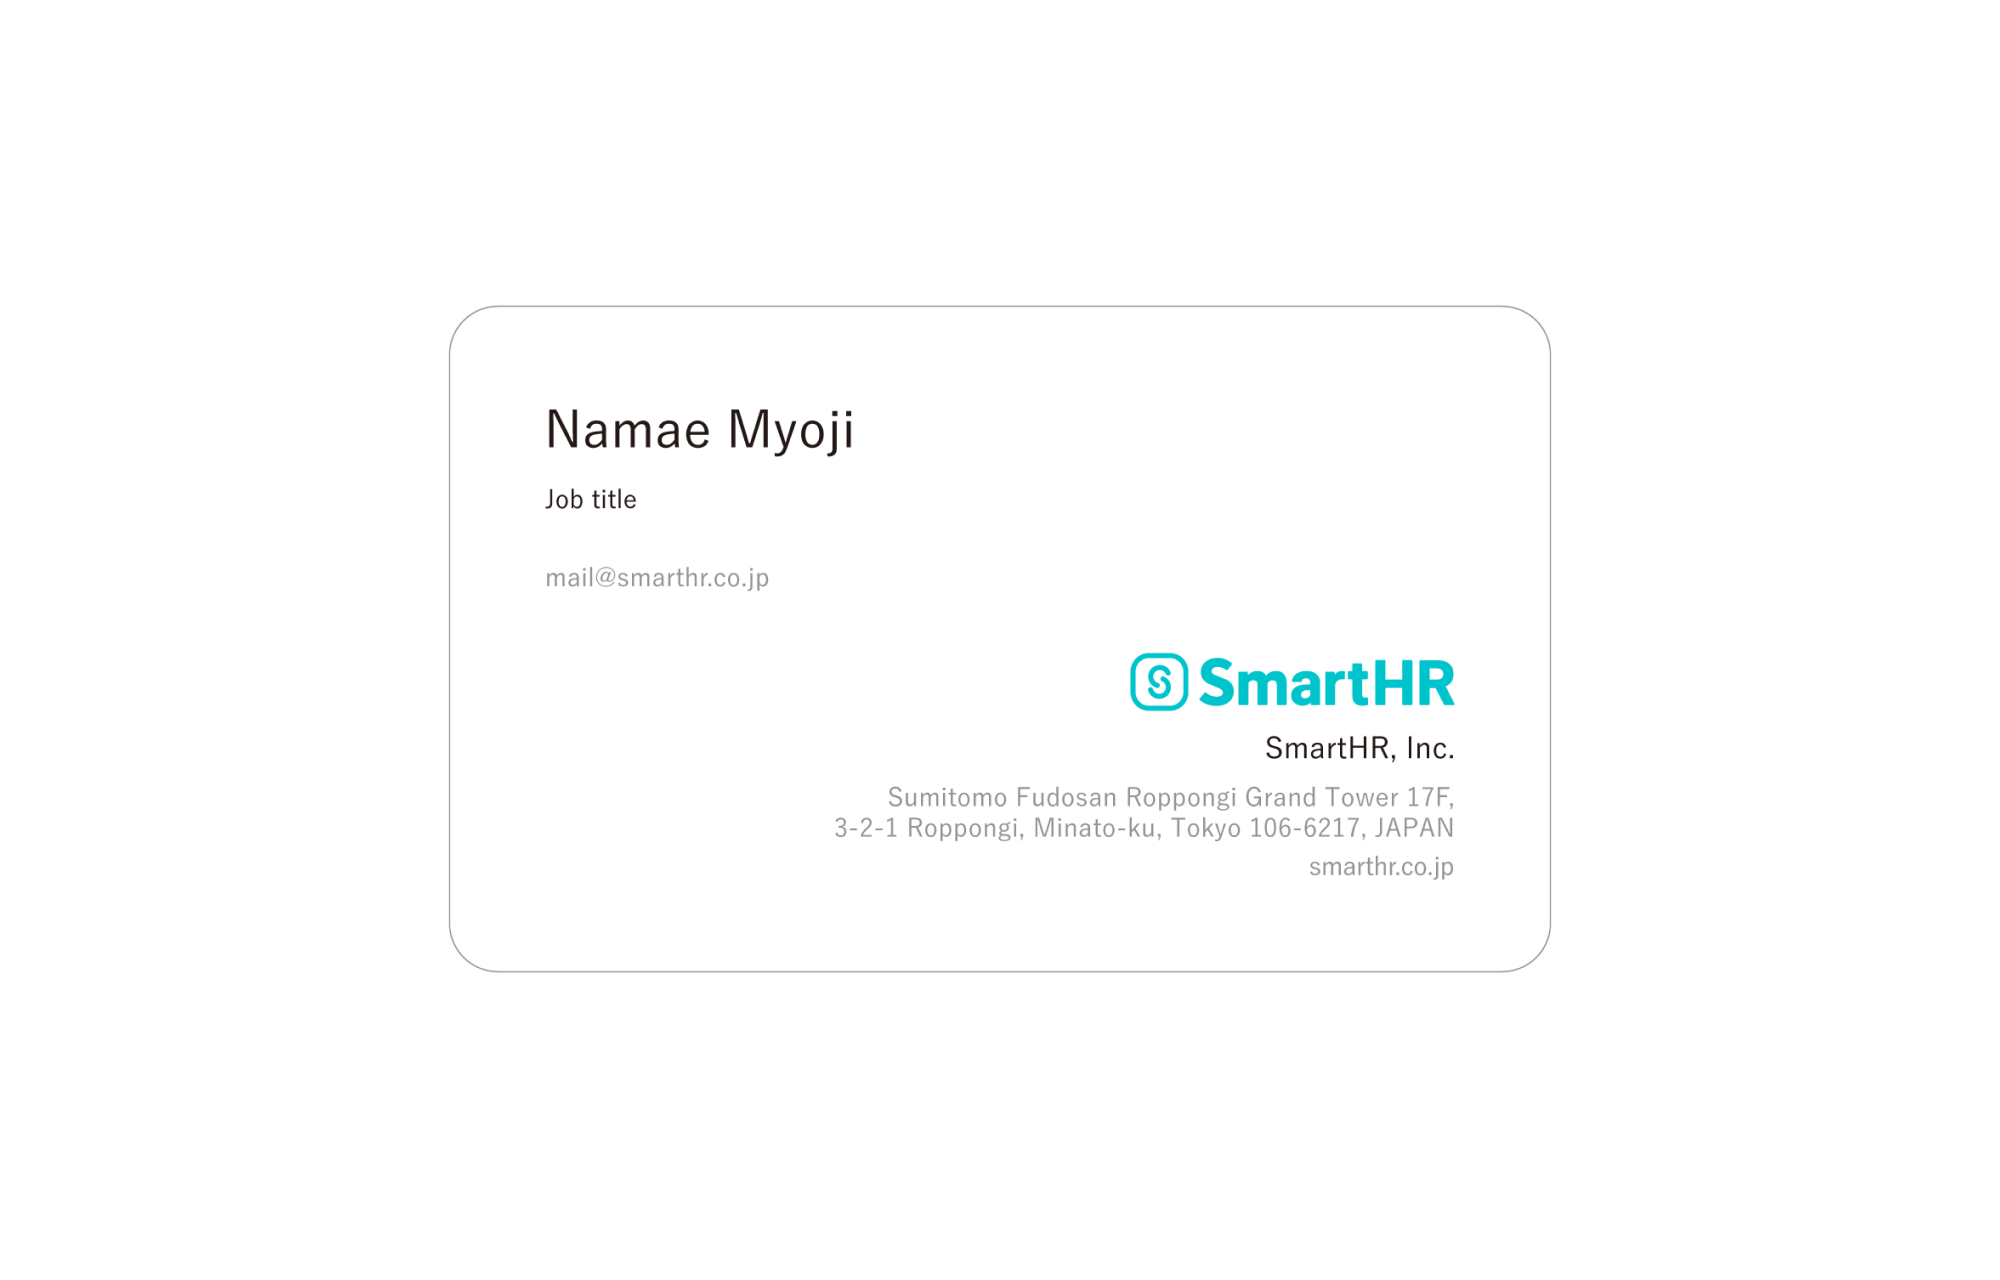 Namae Myoji
Job title
mail@smarthr.co.jp
SmartHR
SmartHR, Inc.
Sumitomo Fudosan Roppongi Grand Tower 17F,
3-2-1 Roppongi, Minato-ku, Tokyo 106-6217, JAPAN
smarthr.co.jp